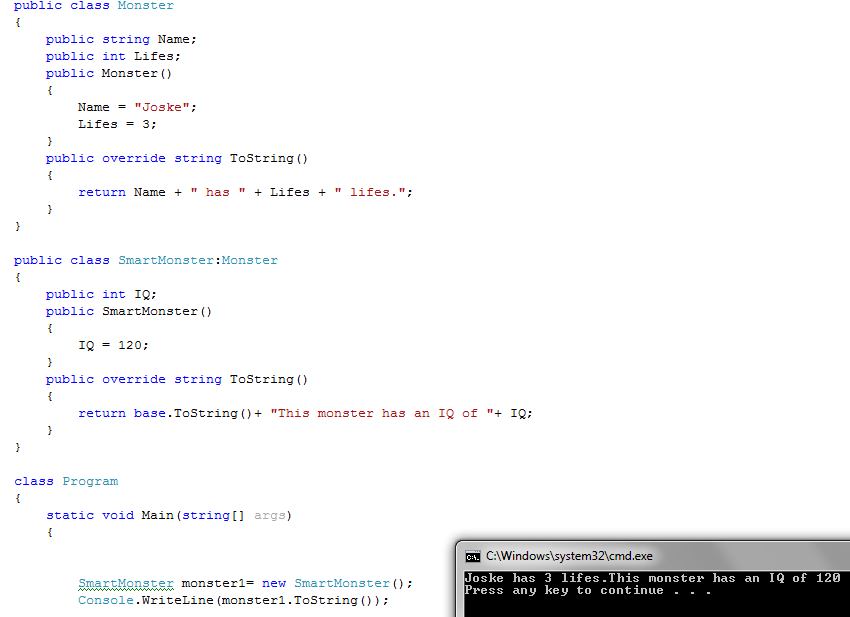 public class Monster
{
public string Name;
public int Lifes;
public Monster()
{
Name = "Joske";
Lifes = 3;
}
public override string ToString()
{
return Name + " has " + Lifes + " lifes.";
}
}
public class SmartMonster:Monster
{
public int IQ;
public SmartMonster()
{
IQ = 120;
}
public override string ToString()
{
return base.ToString()+ "This monster has an IQ of "+ IQ;
}
}
class Program
{
static void Main(string[] args)
{
SmartMonster monster1= new SmartMonster();
Console.WriteLine(monster1.ToString());
C:\Windows\system32\cmd.exe
Joske has 3 lifes.This monster has an IQ of 120
Press any key to continue . . .